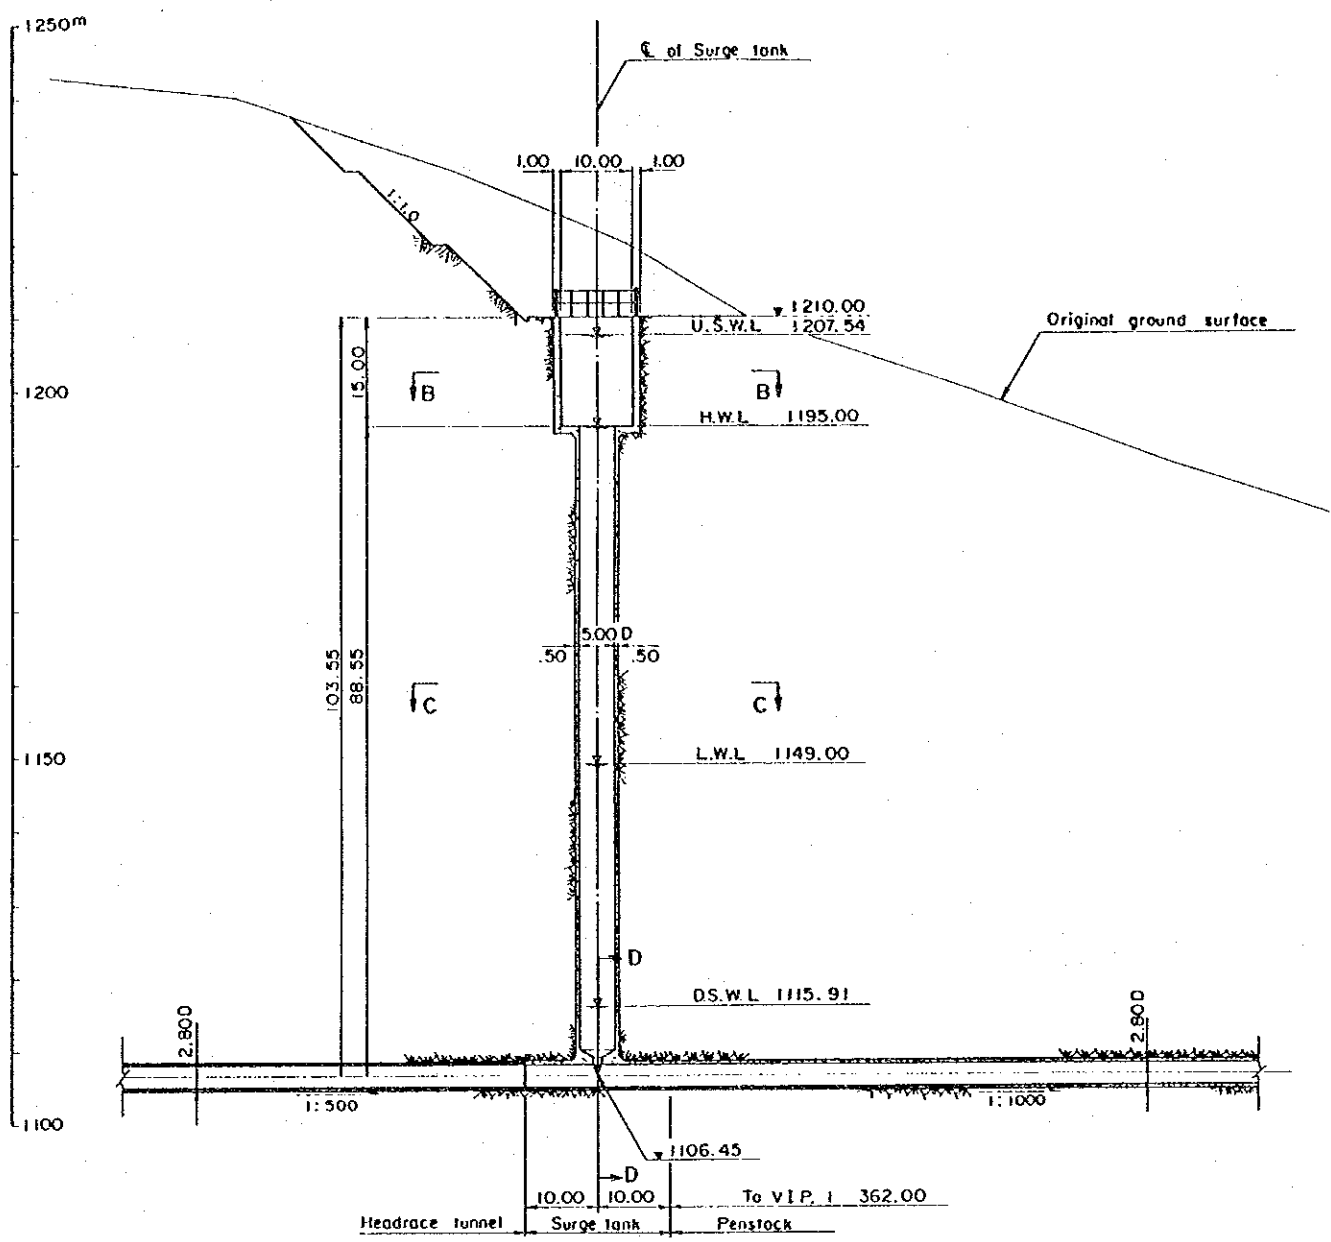 1250m
℄ of Surge tank
1.00 10.00 1.00
1:1.0
1210.00
U.S.W.L 1207.54
Original ground surface
15.00
B B
1200
H.W.L 1195.00
5.00 D
.50 .50
103.55
88.55
C C
L.W.L 1149.00
1150
D
D.S.W.L 1115.91
2.80D
2.80D
1:500
1:1000
1100
1106.45
D
10.00 10.00 To V.I.P. 1 362.00
Headrace tunnel Surge tank Penstock